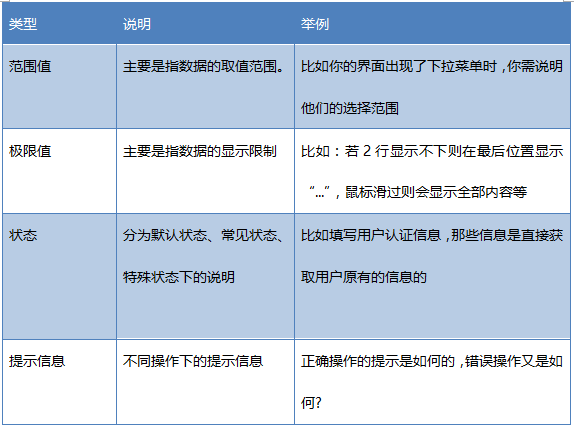 类型 说明 举例
范围值 主要是指数据的取值范围。 比如你的界面出现了下拉菜单时，你需说明
他们的选择范围
极限值 主要是指数据的显示限制 比如：若 2 行显示不下则在最后位置显示
“...”，鼠标滑过则会显示全部内容等
状态 分为默认状态、常见状态、 比如填写用户认证信息，那些信息是直接获
特殊状态下的说明 取用户原有的信息的
提示信息 不同操作下的提示信息 正确操作的提示是如何的，错误操作又是如
何?